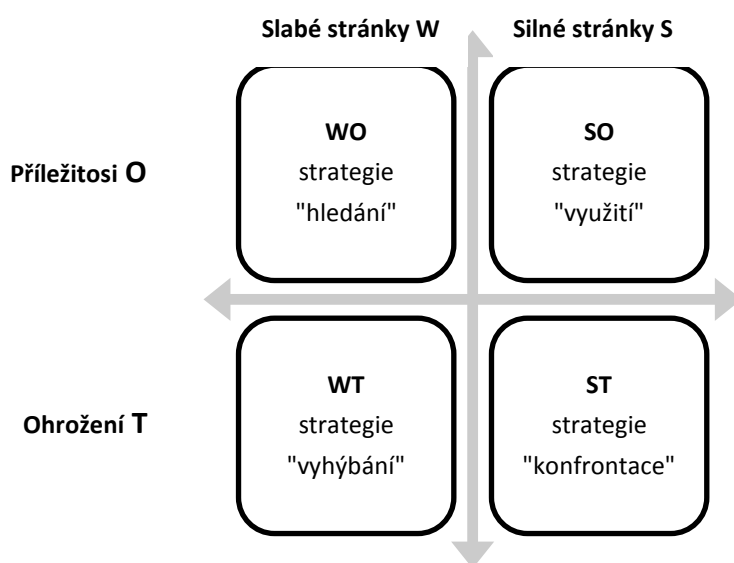 Slabé stránky W
Silné stránky S
Příležitosi O
WO
strategie
"hledání"
SO
strategie
"využití"
Ohrožení T
WT
strategie
"vyhýbání"
ST
strategie
"konfrontace"